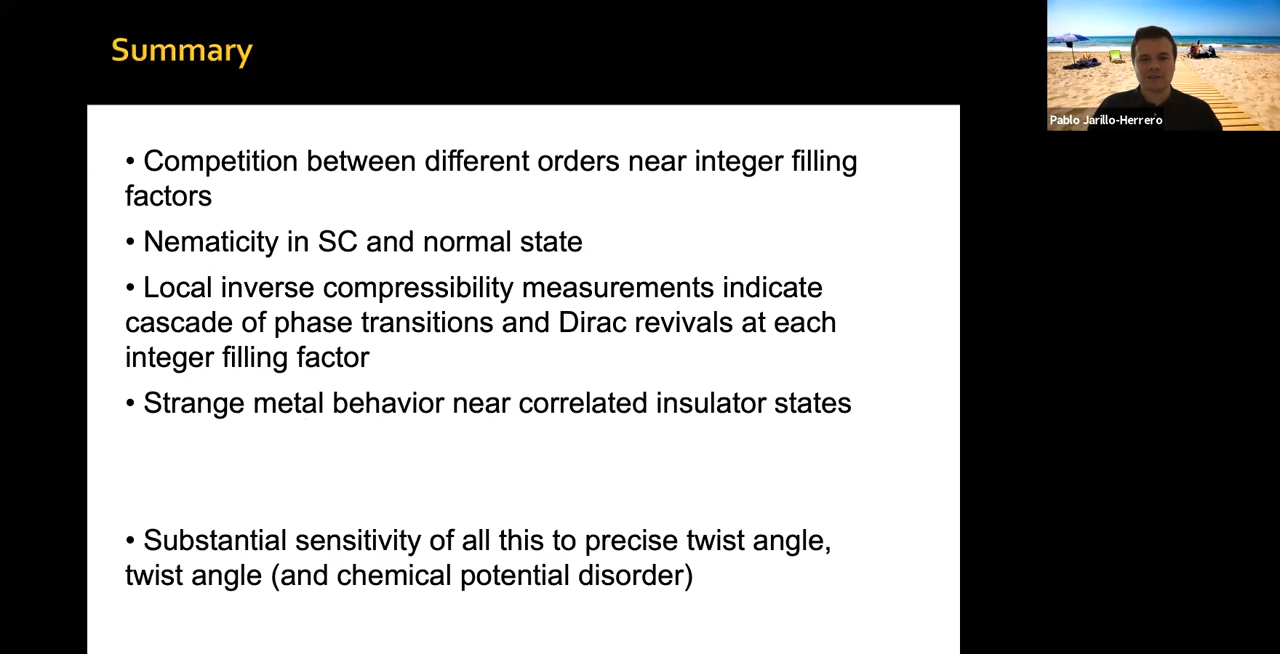 Summary
Pablo Jarillo-Herrero
• Competition between different orders near integer filling
factors
• Nematicity in SC and normal state
• Local inverse compressibility measurements indicate
cascade of phase transitions and Dirac revivals at each
integer filling factor
• Strange metal behavior near correlated insulator states
• Substantial sensitivity of all this to precise twist angle,
twist angle (and chemical potential disorder)